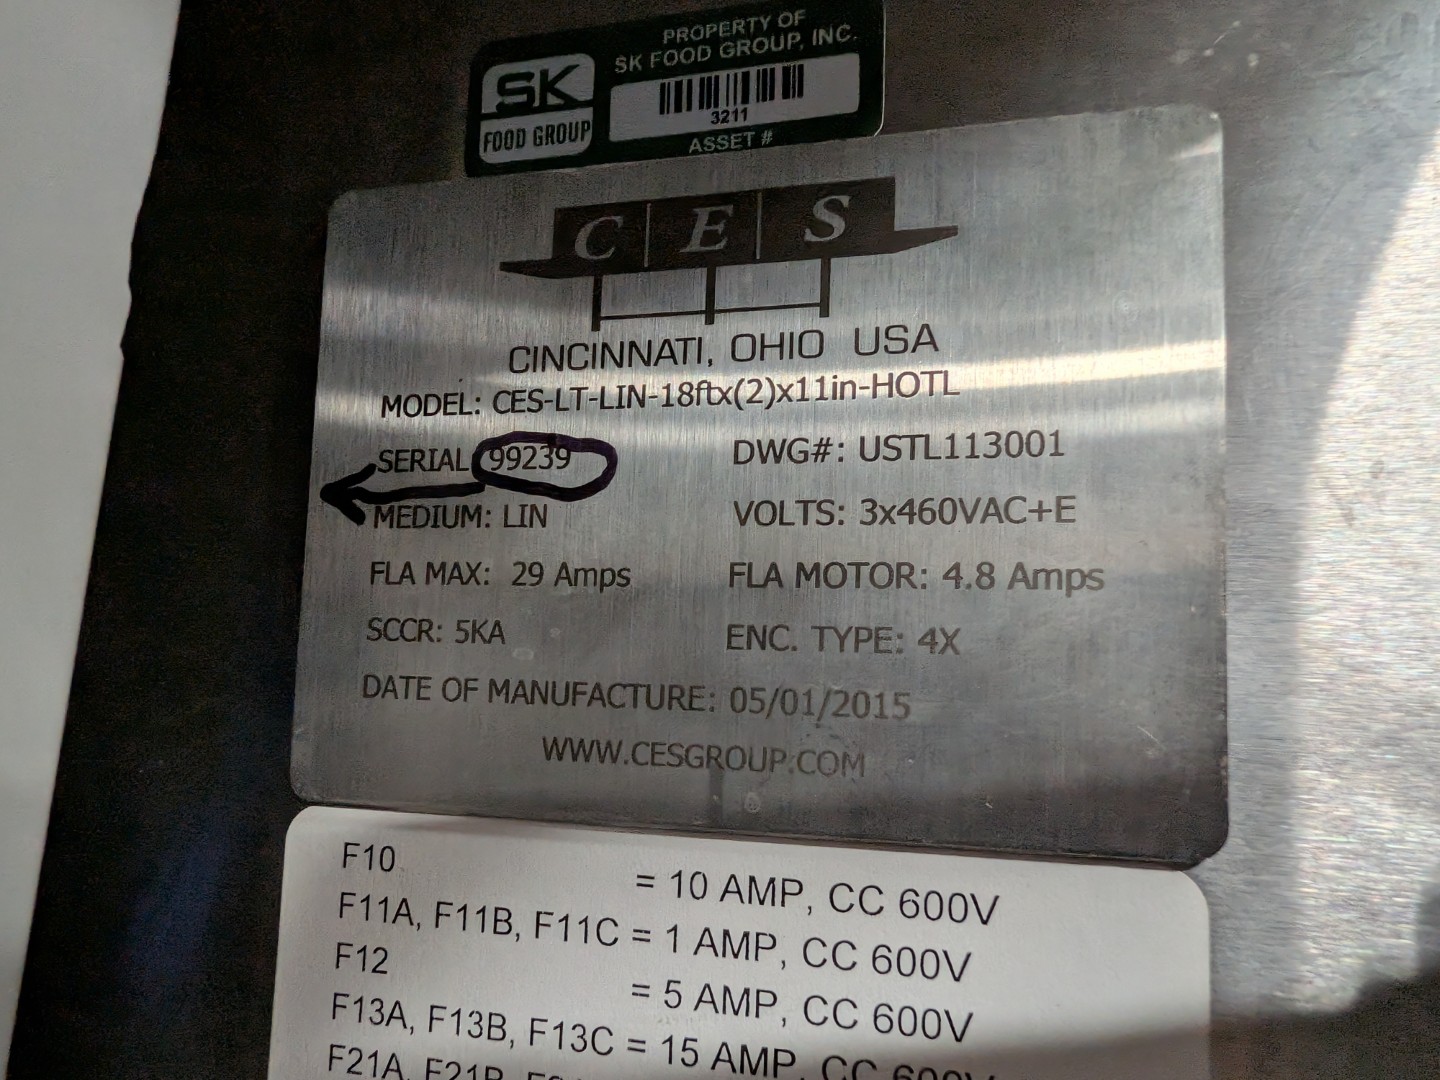 PROPERTY OF
SK FOOD GROUP, INC.
SK
FOOD GROUP
3211
ASSET #
C E S
CINCINNATI, OHIO USA
MODEL: CES-LT-LIN-18ftx(2)x11in-HOTL
SERIAL 99239 DWG#: USTL113001
MEDIUM: LIN VOLTS: 3x460VAC+E
FLA MAX: 29 Amps FLA MOTOR: 4.8 Amps
SCCR: 5KA ENC. TYPE: 4X
DATE OF MANUFACTURE: 05/01/2015
WWW.CESGROUP.COM
F10 = 10 AMP, CC 600V
F11A, F11B, F11C = 1 AMP, CC 600V
F12 = 5 AMP, CC 600V
F13A, F13B, F13C = 15 AMP, CC 600V
F21A, F21B,